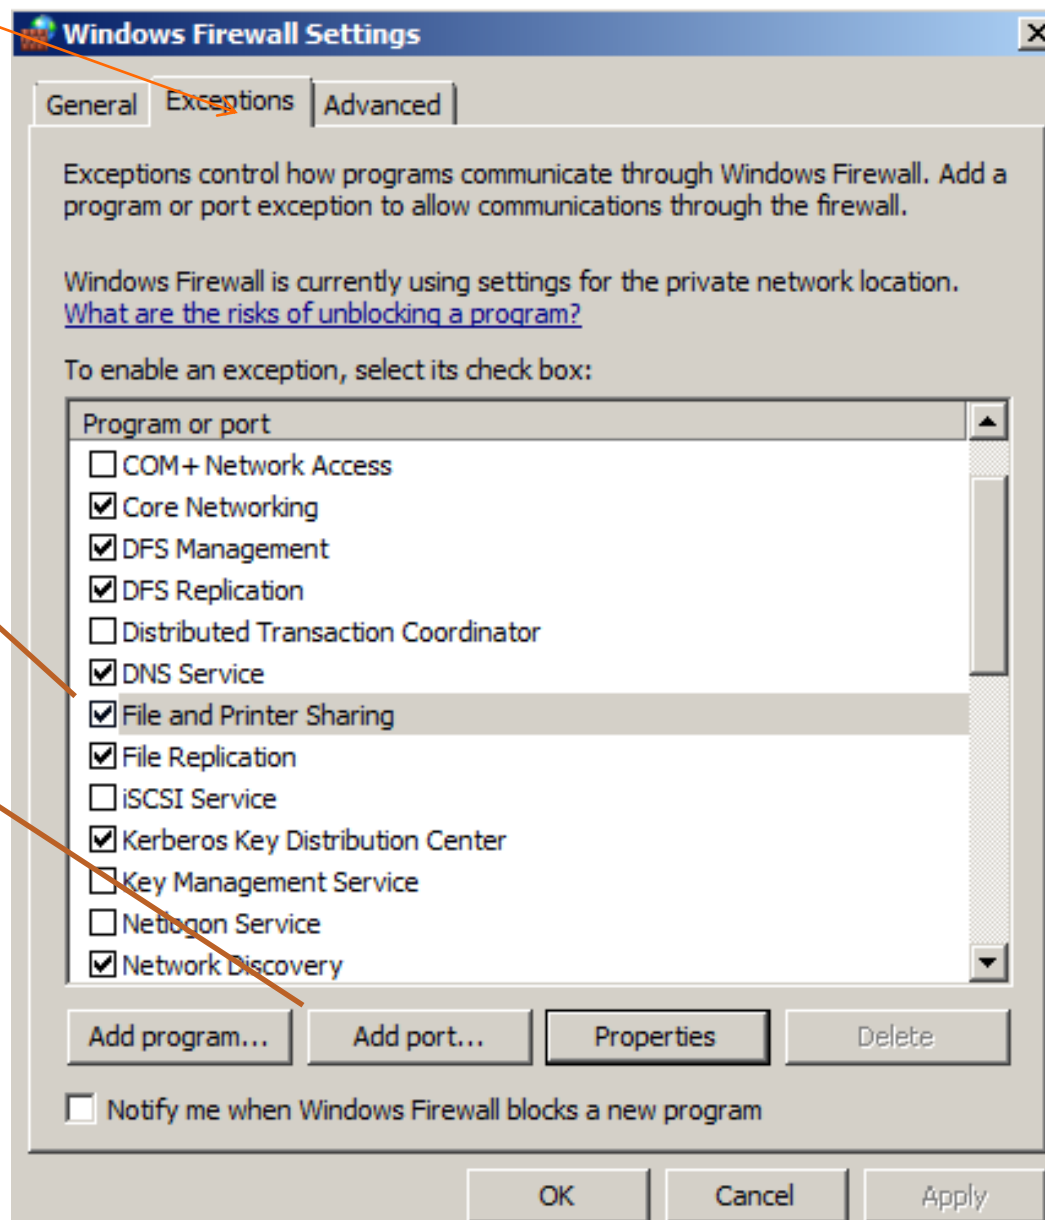 Windows Firewall Settings
General Exceptions Advanced
Exceptions control how programs communicate through Windows Firewall. Add a
program or port exception to allow communications through the firewall.
Windows Firewall is currently using settings for the private network location.
What are the risks of unblocking a program?
To enable an exception, select its check box:
Program or port
COM+ Network Access
Core Networking
DFS Management
DFS Replication
Distributed Transaction Coordinator
DNS Service
File and Printer Sharing
File Replication
iSCSI Service
Kerberos Key Distribution Center
Key Management Service
Netlogon Service
Network Discovery
Add program... Add port... Properties Delete
Notify me when Windows Firewall blocks a new program
OK Cancel Apply